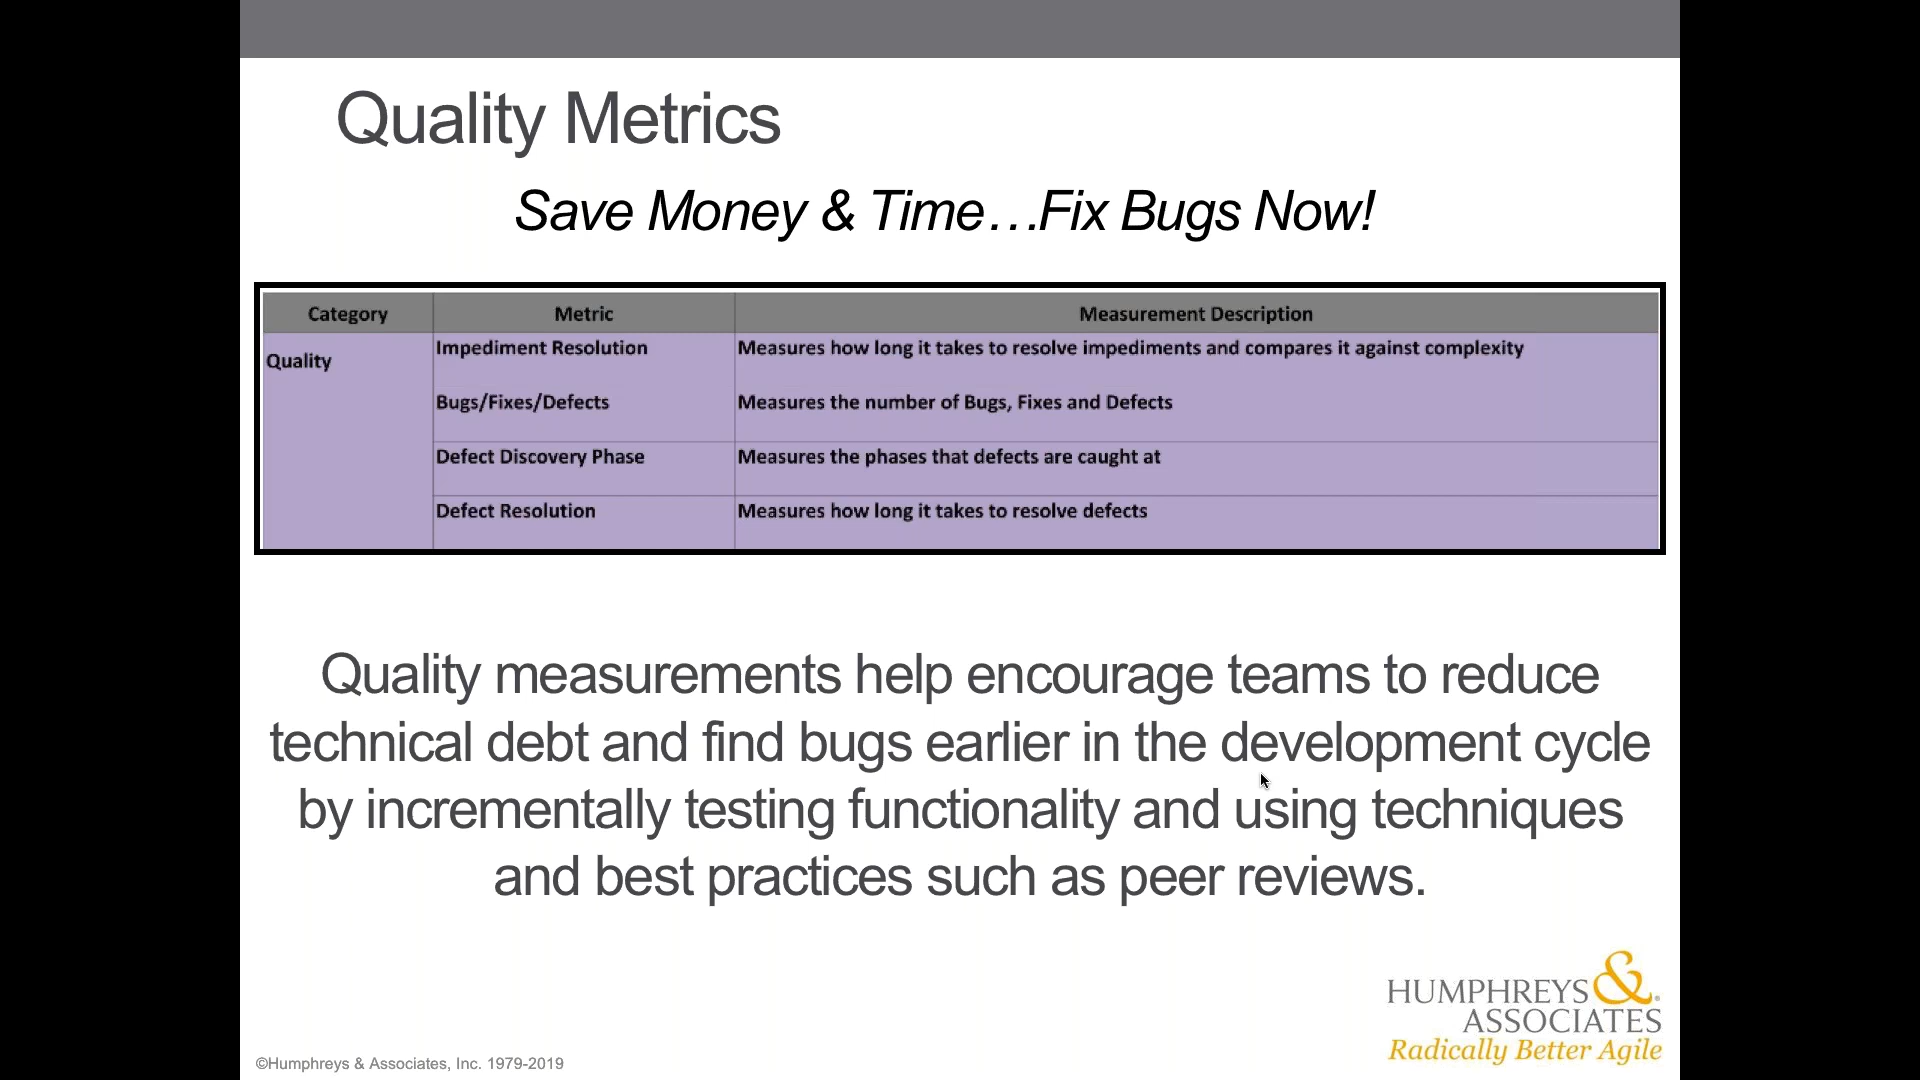 Quality Metrics
Save Money & Time…Fix Bugs Now!
Category Metric Measurement Description
Quality
Impediment Resolution Measures how long it takes to resolve impediments and compares it against complexity
Bugs/Fixes/Defects Measures the number of Bugs, Fixes and Defects
Defect Discovery Phase Measures the phases that defects are caught at
Defect Resolution Measures how long it takes to resolve defects
Quality measurements help encourage teams to reduce
technical debt and find bugs earlier in the development cycle
by incrementally testing functionality and using techniques
and best practices such as peer reviews.
HUMPHREYS &®
ASSOCIATES
Radically Better Agile
©Humphreys & Associates, Inc. 1979-2019